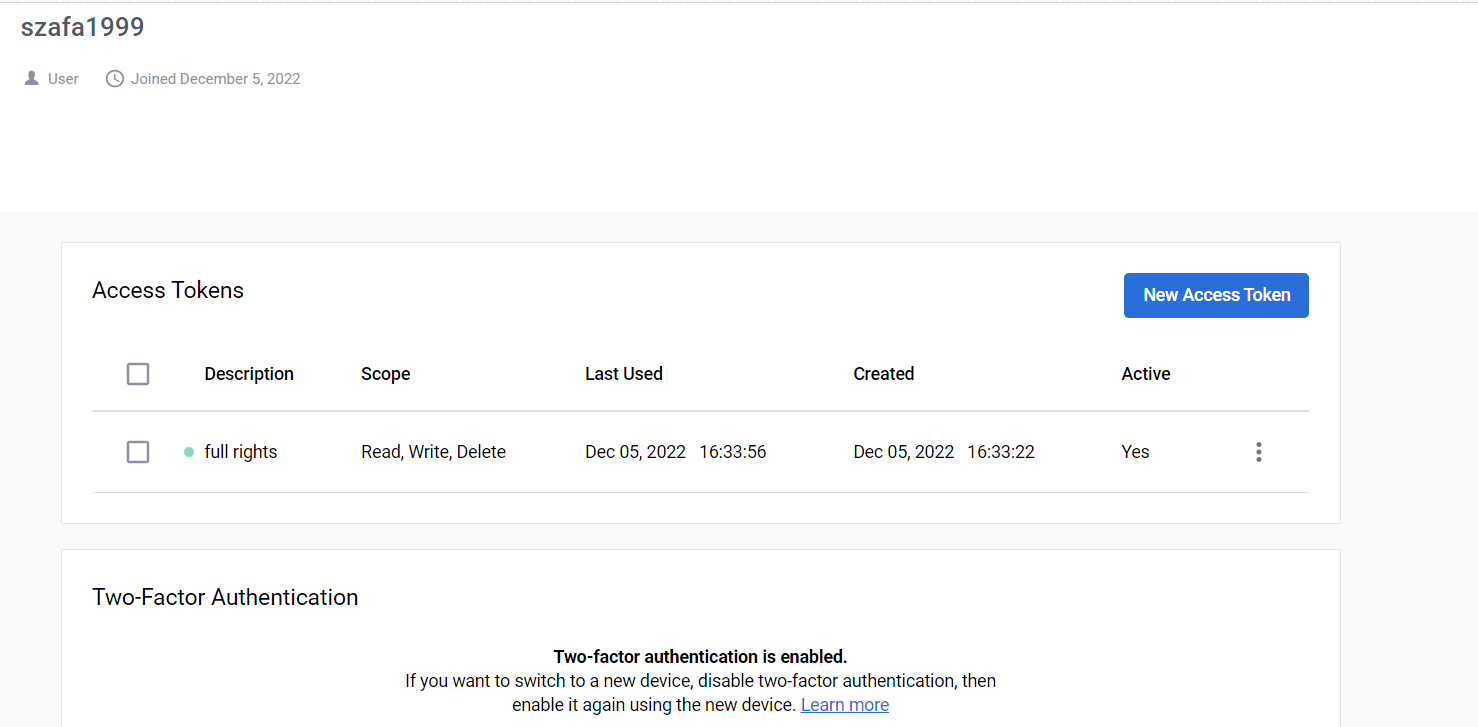 szafa1999
User Joined December 5, 2022
Access Tokens
New Access Token
Description Scope Last Used Created Active
full rights Read, Write, Delete Dec 05, 2022 16:33:56 Dec 05, 2022 16:33:22 Yes
Two-Factor Authentication
Two-factor authentication is enabled.
If you want to switch to a new device, disable two-factor authentication, then
enable it again using the new device. Learn more